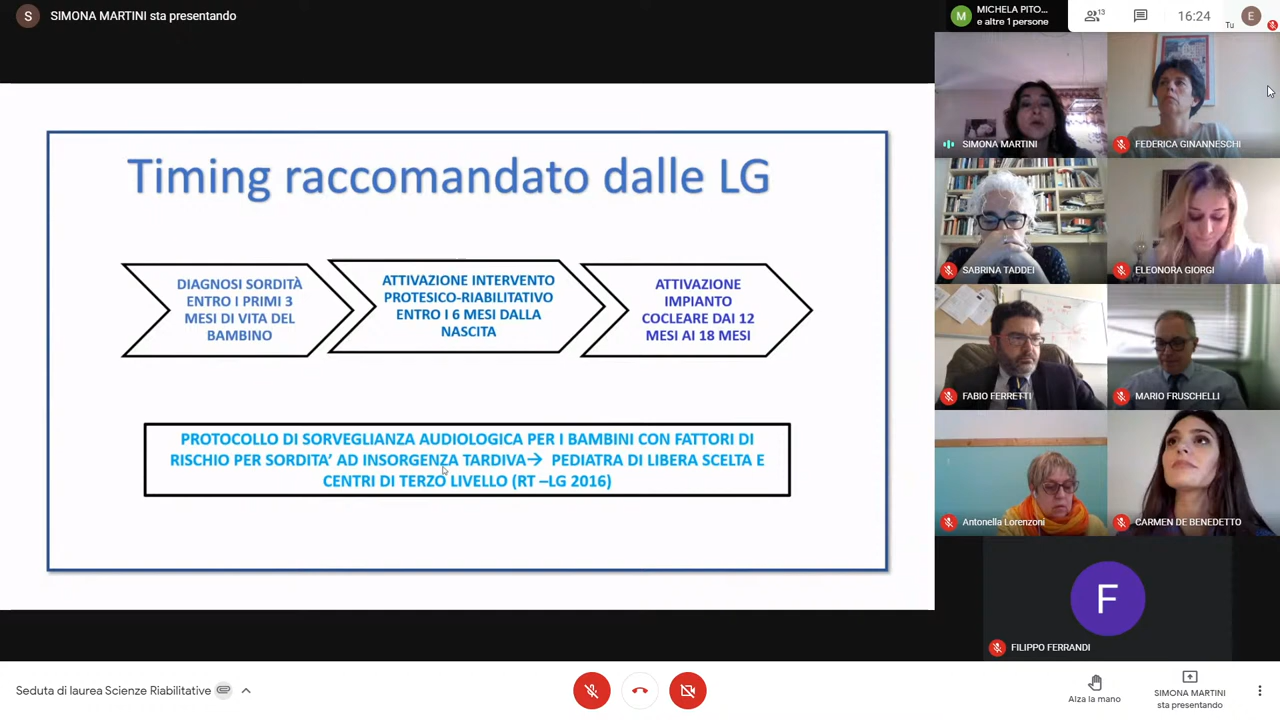 S SIMONA MARTINI sta presentando
M MICHELA PITO...
e altre 1 persone
13
16:24
Tu
E
Timing raccomandato dalle LG
DIAGNOSI SORDITÀ
ENTRO I PRIMI 3
MESI DI VITA DEL
BAMBINO
ATTIVAZIONE INTERVENTO
PROTESICO-RIABILITATIVO
ENTRO I 6 MESI DALLA
NASCITA
ATTIVAZIONE
IMPIANTO
COCLEARE DAI 12
MESI AI 18 MESI
PROTOCOLLO DI SORVEGLIANZA AUDIOLOGICA PER I BAMBINI CON FATTORI DI
RISCHIO PER SORDITA’ AD INSORGENZA TARDIVA→ PEDIATRA DI LIBERA SCELTA E
CENTRI DI TERZO LIVELLO (RT –LG 2016)
SIMONA MARTINI
FEDERICA GINANNESCHI
SABRINA TADDEI
ELEONORA GIORGI
FABIO FERRETTI
MARIO FRUSCHELLI
Antonella Lorenzoni
CARMEN DE BENEDETTO
F
FILIPPO FERRANDI
Seduta di laurea Scienze Riabilitative
Alza la mano
SIMONA MARTINI
sta presentando